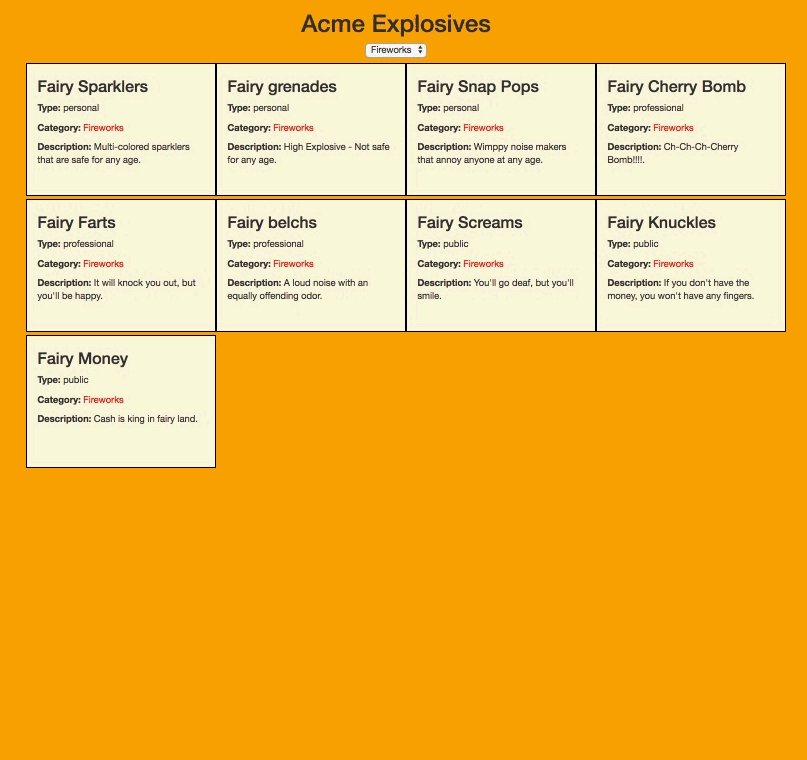 Acme Explosives
Fireworks
Fairy Sparklers
Type: personal
Category: Fireworks
Description: Multi-colored sparklers
that are safe for any age.
Fairy grenades
Type: personal
Category: Fireworks
Description: High Explosive - Not safe
for any age.
Fairy Snap Pops
Type: personal
Category: Fireworks
Description: Wimppy noise makers
that annoy anyone at any age.
Fairy Cherry Bomb
Type: professional
Category: Fireworks
Description: Ch-Ch-Ch-Cherry
Bomb!!!!.
Fairy Farts
Type: professional
Category: Fireworks
Description: It will knock you out, but
you'll be happy.
Fairy belchs
Type: professional
Category: Fireworks
Description: A loud noise with an
equally offending odor.
Fairy Screams
Type: public
Category: Fireworks
Description: You'll go deaf, but you'll
smile.
Fairy Knuckles
Type: public
Category: Fireworks
Description: If you don't have the
money, you won't have any fingers.
Fairy Money
Type: public
Category: Fireworks
Description: Cash is king in fairy land.